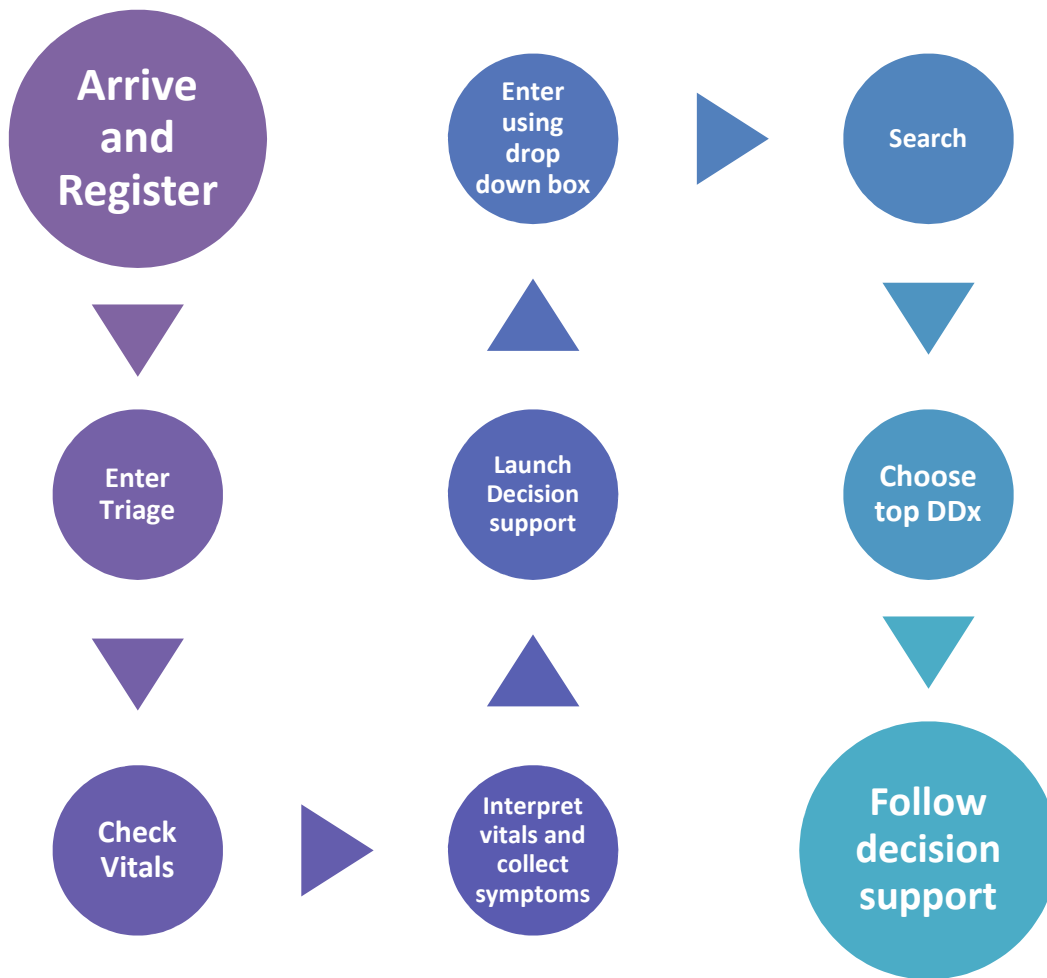 Arrive
and
Register
Enter
Triage
Check
Vitals
Interpret
vitals and
collect
symptoms
Launch
Decision
support
Enter
using
drop
down box
Search
Choose
top DDx
Follow
decision
support